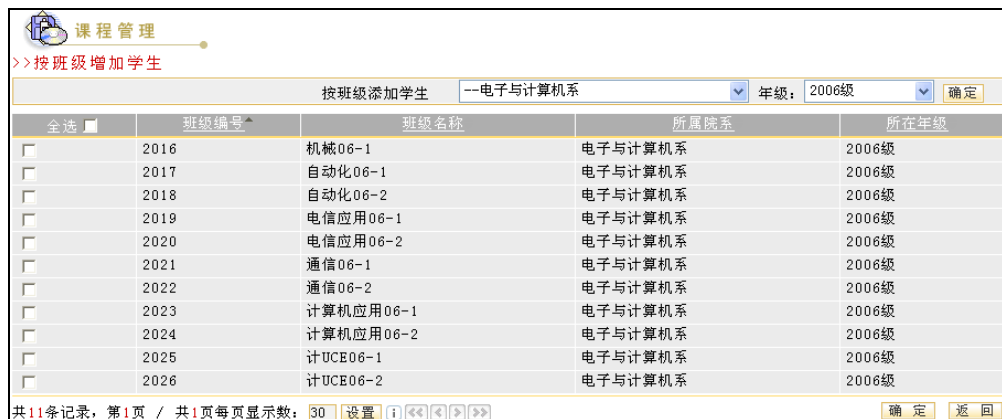 课程管理
>>按班级增加学生
按班级添加学生 --电子与计算机系 年级: 2006级 确定
全选 班级编号 班级名称 所属院系 所在年级
2016 机械06-1 电子与计算机系 2006级
2017 自动化06-1 电子与计算机系 2006级
2018 自动化06-2 电子与计算机系 2006级
2019 电信应用06-1 电子与计算机系 2006级
2020 电信应用06-2 电子与计算机系 2006级
2021 通信06-1 电子与计算机系 2006级
2022 通信06-2 电子与计算机系 2006级
2023 计算机应用06-1 电子与计算机系 2006级
2024 计算机应用06-2 电子与计算机系 2006级
2025 计UCE06-1 电子与计算机系 2006级
2026 计UCE06-2 电子与计算机系 2006级
共11条记录，第1页 / 共1页每页显示数: 30 设置 i << < > >> 确 定 返 回